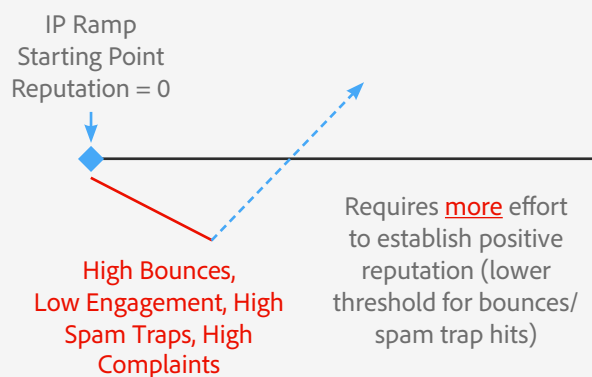 IP Ramp
Starting Point
Reputation = 0
High Bounces,
Low Engagement, High
Spam Traps, High
Complaints
Requires more effort
to establish positive
reputation (lower
threshold for bounces/
spam trap hits)